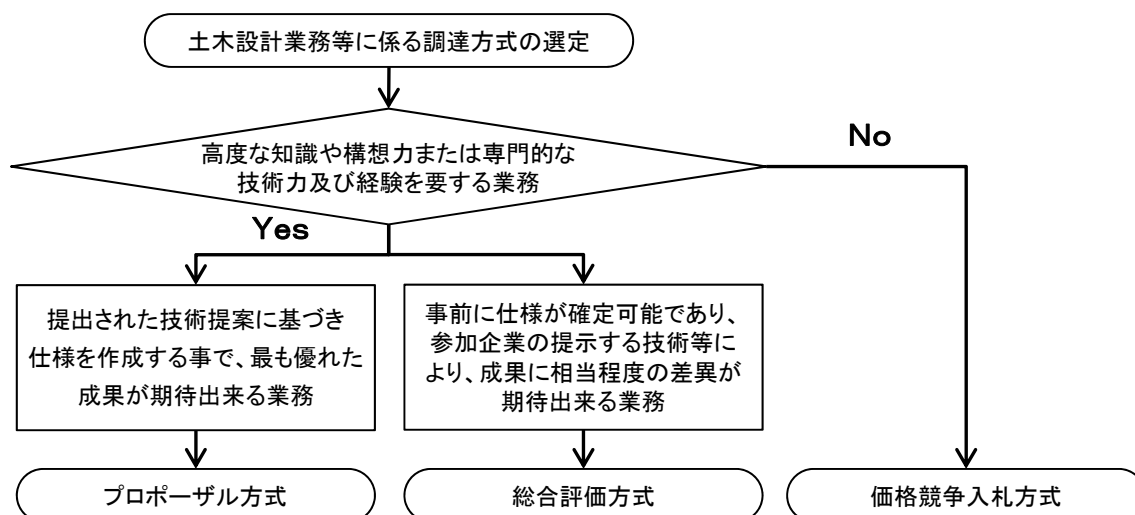 土木設計業務等に係る調達方式の選定
高度な知識や構想力または専門的な
技術力及び経験を要する業務
No
Yes
提出された技術提案に基づき
仕様を作成する事で、最も優れた
成果が期待出来る業務
事前に仕様が確定可能であり、
参加企業の提示する技術等に
より、成果に相当程度の差異が
期待出来る業務
プロポーザル方式
総合評価方式
価格競争入札方式